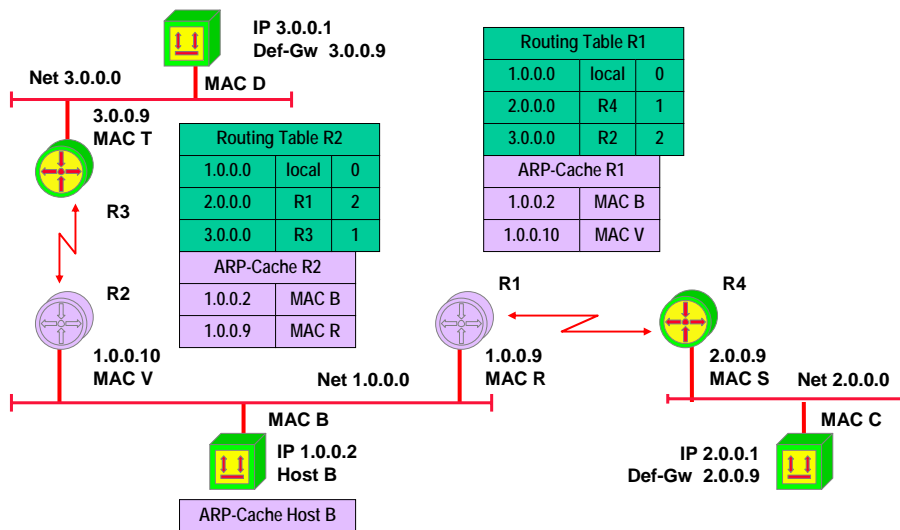 IP 3.0.0.1
Def-Gw 3.0.0.9
Net 3.0.0.0
MAC D
3.0.0.9
MAC T
R3
Routing Table R1
1.0.0.0 local 0
2.0.0.0 R4 1
3.0.0.0 R2 2
ARP-Cache R1
1.0.0.2 MAC B
1.0.0.10 MAC V
Routing Table R2
1.0.0.0 local 0
2.0.0.0 R1 2
3.0.0.0 R3 1
ARP-Cache R2
1.0.0.2 MAC B
1.0.0.9 MAC R
R2
R1
R4
1.0.0.10
MAC V
Net 1.0.0.0
1.0.0.9
MAC R
2.0.0.9
MAC S
Net 2.0.0.0
MAC B
MAC C
IP 1.0.0.2
Host B
IP 2.0.0.1
Def-Gw 2.0.0.9
ARP-Cache Host B